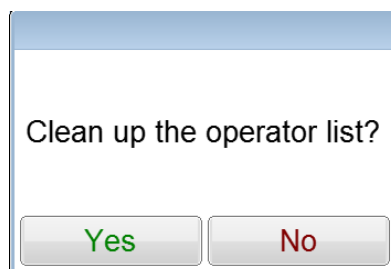 Clean up the operator list?
Yes
No